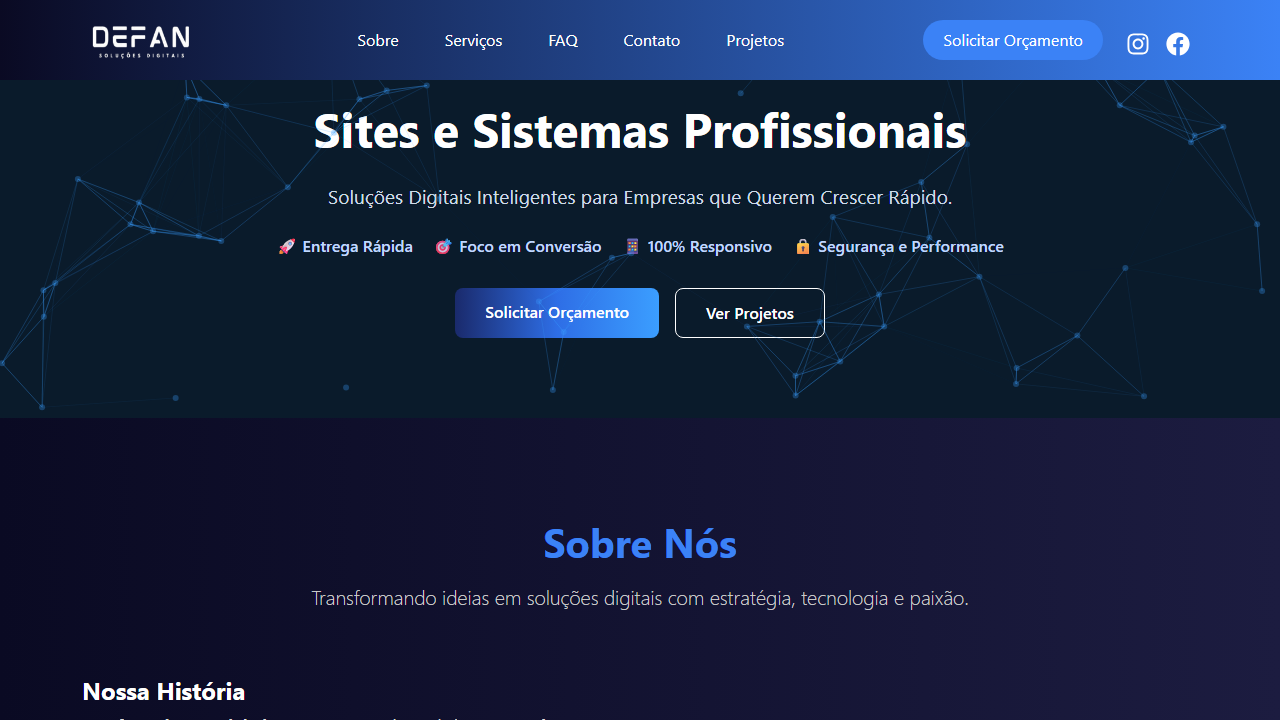 DEFAN
SOLUÇÕES DIGITAIS
Sobre Serviços FAQ Contato Projetos Solicitar Orçamento
Sites e Sistemas Profissionais
Soluções Digitais Inteligentes para Empresas que Querem Crescer Rápido.
🚀 Entrega Rápida 🎯 Foco em Conversão 📱 100% Responsivo 🔒 Segurança e Performance
Solicitar Orçamento Ver Projetos
Sobre Nós
Transformando ideias em soluções digitais com estratégia, tecnologia e paixão.
Nossa História